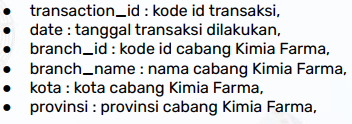 ● transaction_id : kode id transaksi,
● date : tanggal transaksi dilakukan,
● branch_id : kode id cabang Kimia Farma,
● branch_name : nama cabang Kimia Farma,
● kota : kota cabang Kimia Farma,
● provinsi : provinsi cabang Kimia Farma,